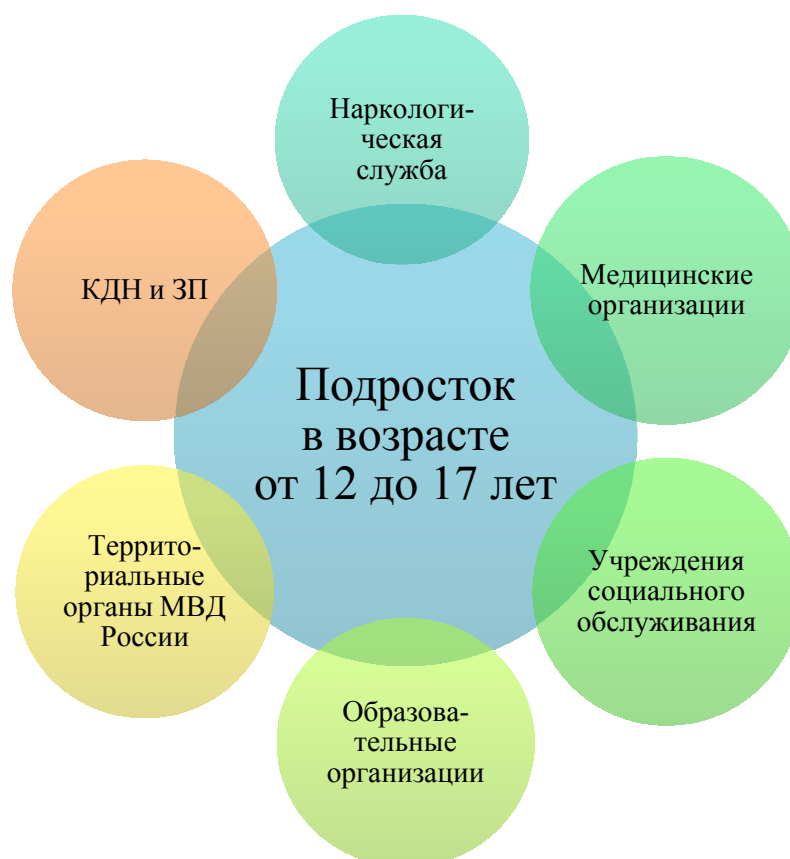 Наркологи-
ческая
служба
КДН и ЗП
Медицинские
организации
Подросток
в возрасте
от 12 до 17 лет
Террито-
риальные
органы МВД
России
Учреждения
социального
обслуживания
Образова-
тельные
организации